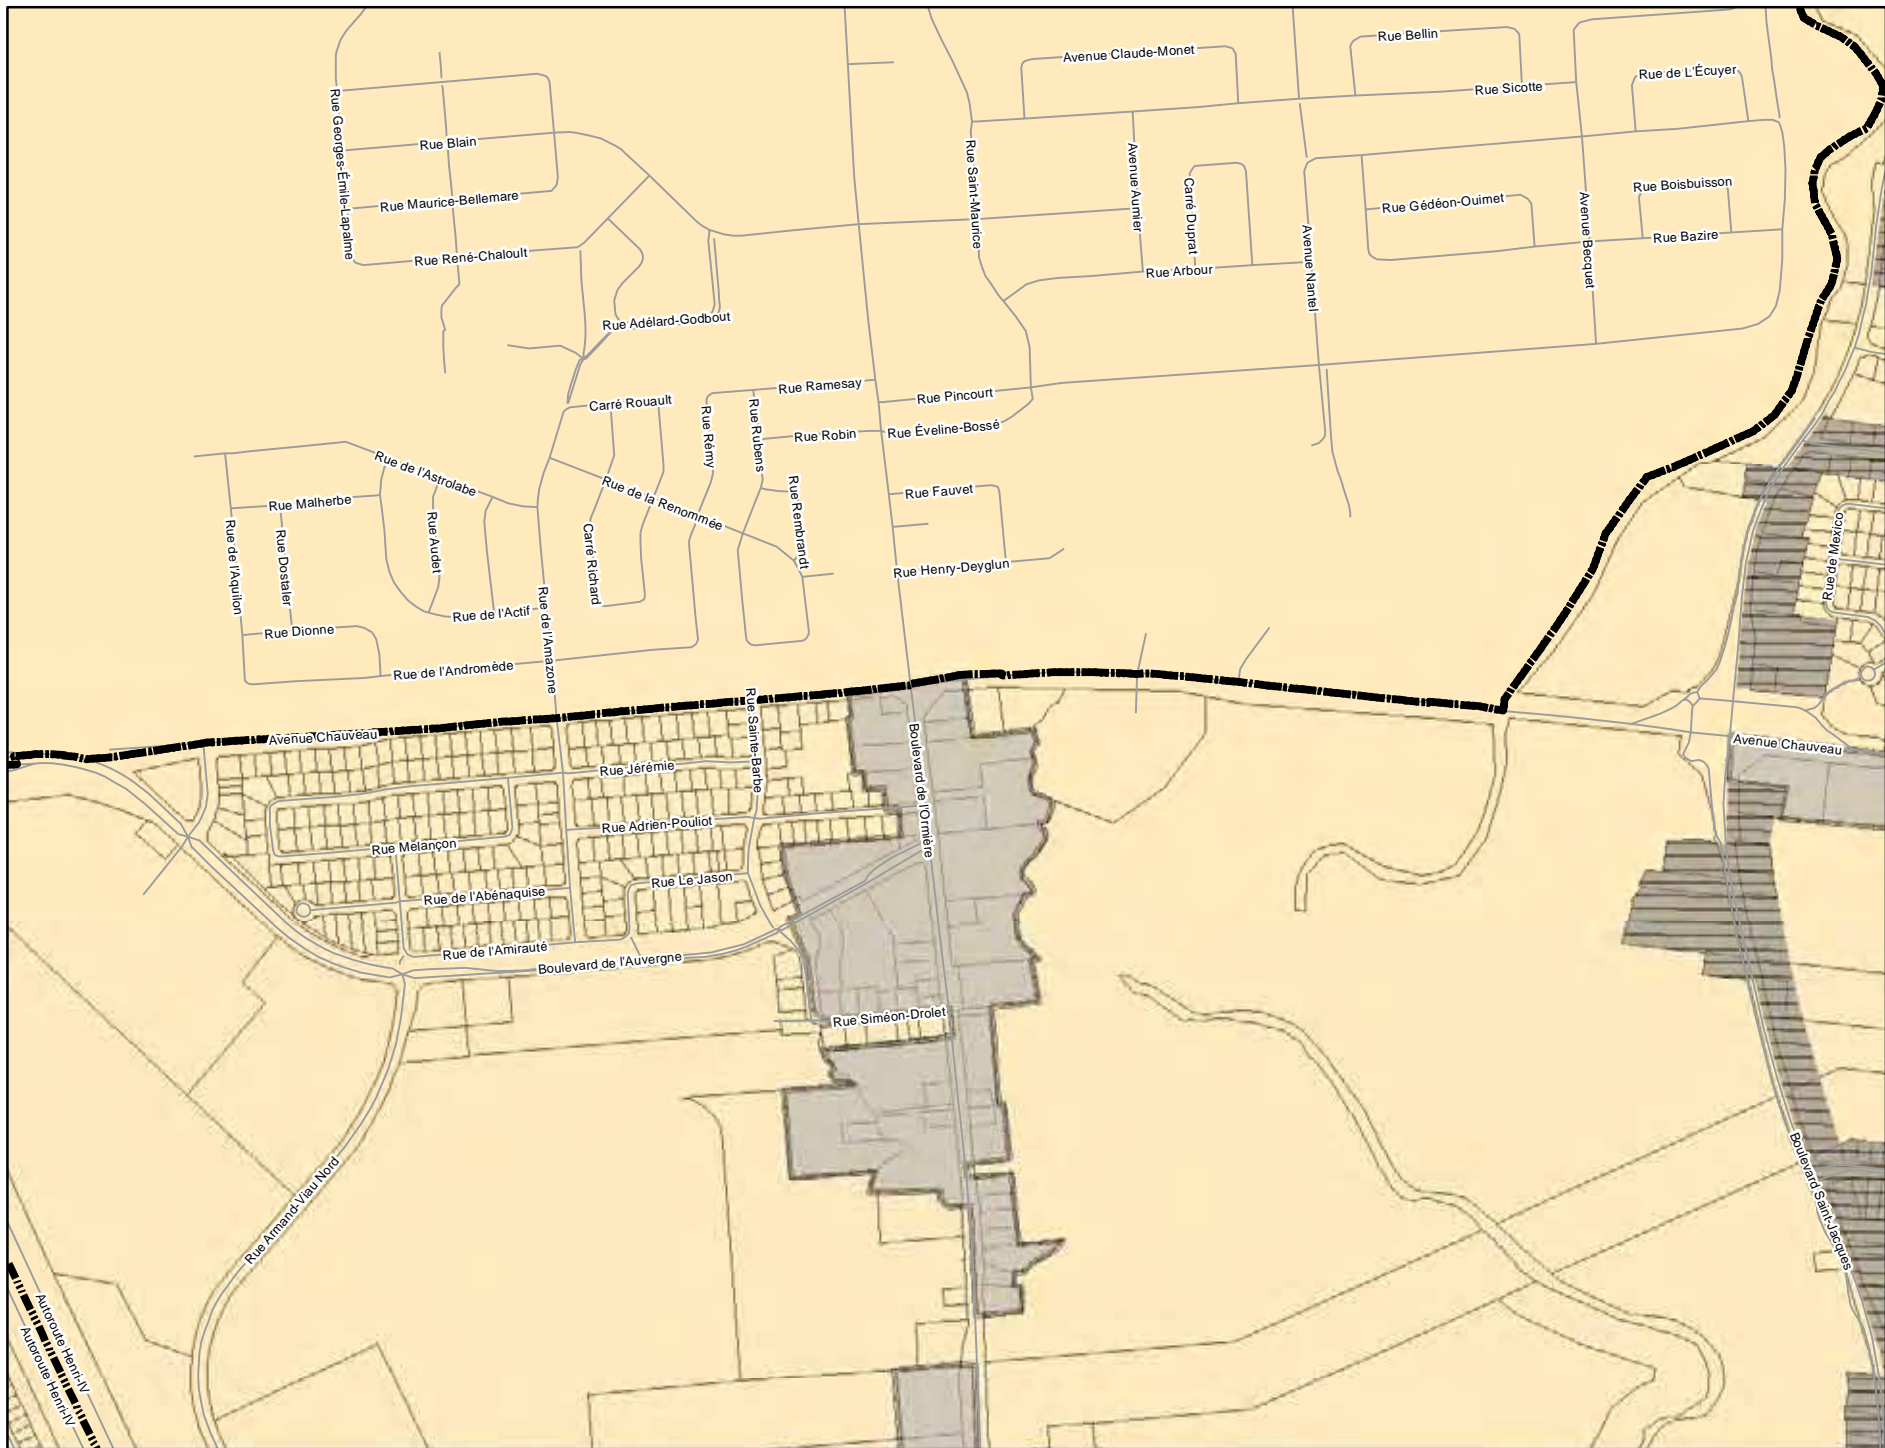 Rue Bellin
Avenue Claude-Monet
Rue de L'Écuyer
Rue Sicotte
Rue Georges-Émile-Lapalme
Rue Blain
Rue Saint-Maurice
Avenue Aumier
Carré Duprat
Rue Maurice-Bellemare
Rue Gédéon-Ouimet
Avenue Becquet
Rue Boisbuisson
Rue Bazire
Rue René-Chaloult
Avenue Nantel
Rue Arbour
Rue Adélard-Godbout
Rue Ramesay
Rue Pincourt
Carré Rouault
Rue Rémy
Rue Rubens
Rue Robin
Rue Éveline-Bossé
Rue de l'Astrolabe
Rue de la Renommée
Rue Rembrandt
Rue Fauvet
Rue Malherbe
Rue de l'Aquilon
Rue Dostaler
Rue Audet
Carré Richard
Rue de Mexico
Rue Henry-Deyglun
Rue de l'Actif
Rue de l'Amazone
Rue Dionne
Rue de l'Andromède
Rue Sainte-Barbe
Avenue Chauveau
Boulevard de l'Ormière
Avenue Chauveau
Rue Jérémie
Rue Adrien-Pouliot
Rue Melançon
Rue Le Jason
Rue de l'Abénaquise
Rue de l'Amirauté
Boulevard de l'Auvergne
Rue Siméon-Drolet
Rue Armand-Viau Nord
Boulevard Saint-Jacques
Autoroute Henri-IV
Autoroute Henri-IV